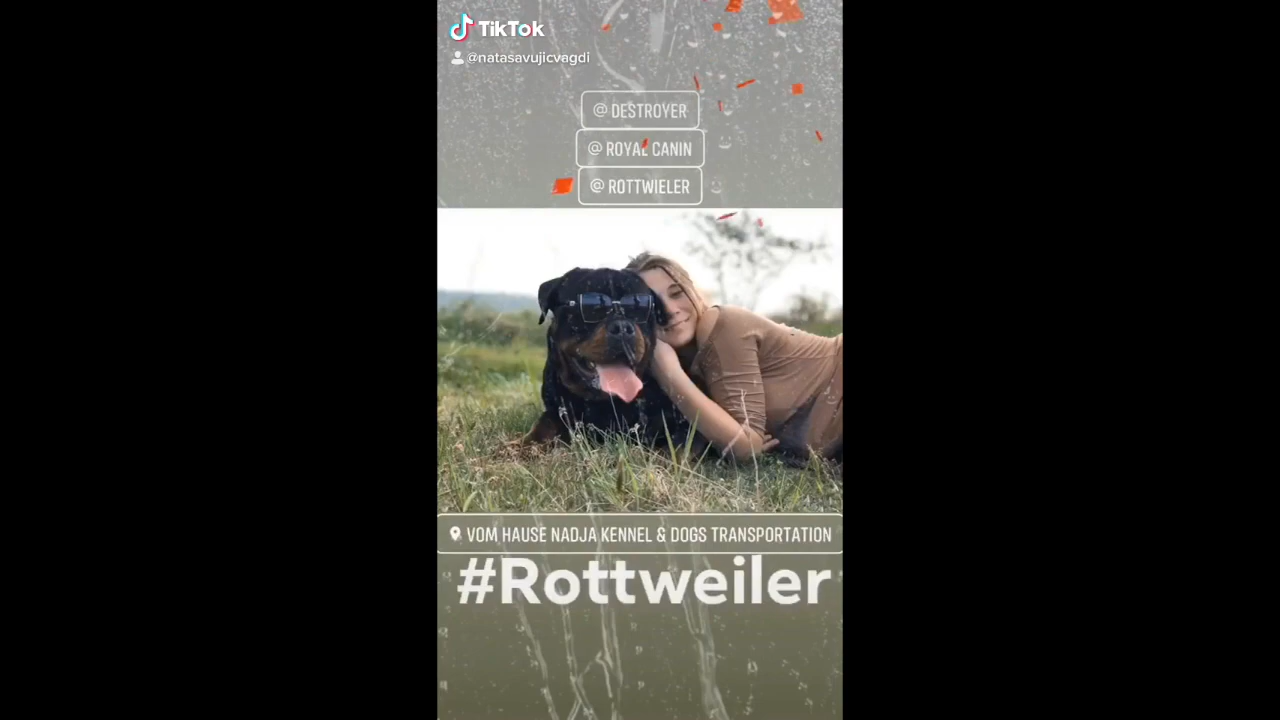 TikTok
@natasavujicvagdi
@ DESTROYER
@ ROYAL CANIN
@ ROTTWIELER
VOM HAUSE NADJA KENNEL & DOGS TRANSPORTATION
#Rottweiler